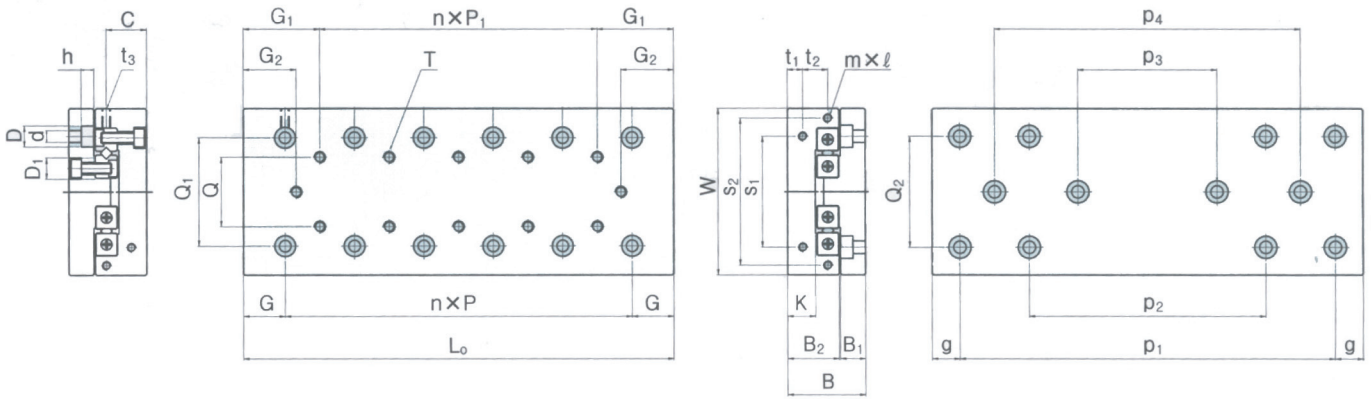 C
h
t₃
D
d
D₁
G₁
n×P₁
G₁
G₂
T
G₂
Q₁
Q
G
n×P
G
L₀
t₁
t₂
m×ℓ
W
s₂
s₁
K
B₂
B₁
B
p₄
p₃
Q₂
p₂
g
p₁
g